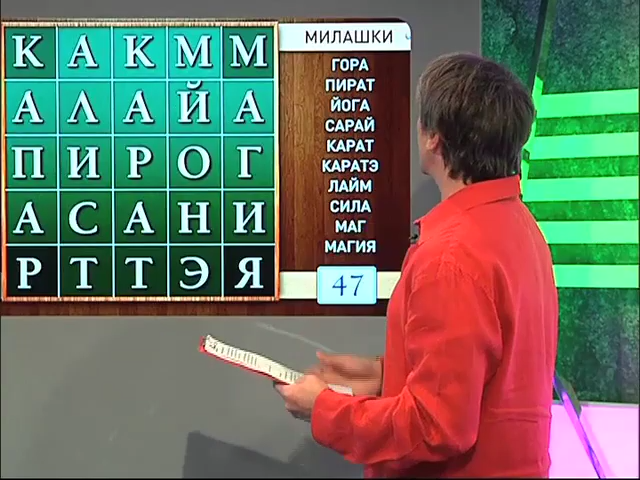 К А К М М
А Л А Й А
П И Р О Г
А С А Н И
Р Т Т Э Я
МИЛАШКИ
ГОРА
ПИРАТ
ЙОГА
САРАЙ
КАРАТ
КАРАТЭ
ЛАЙМ
СИЛА
МАГ
МАГИЯ
47